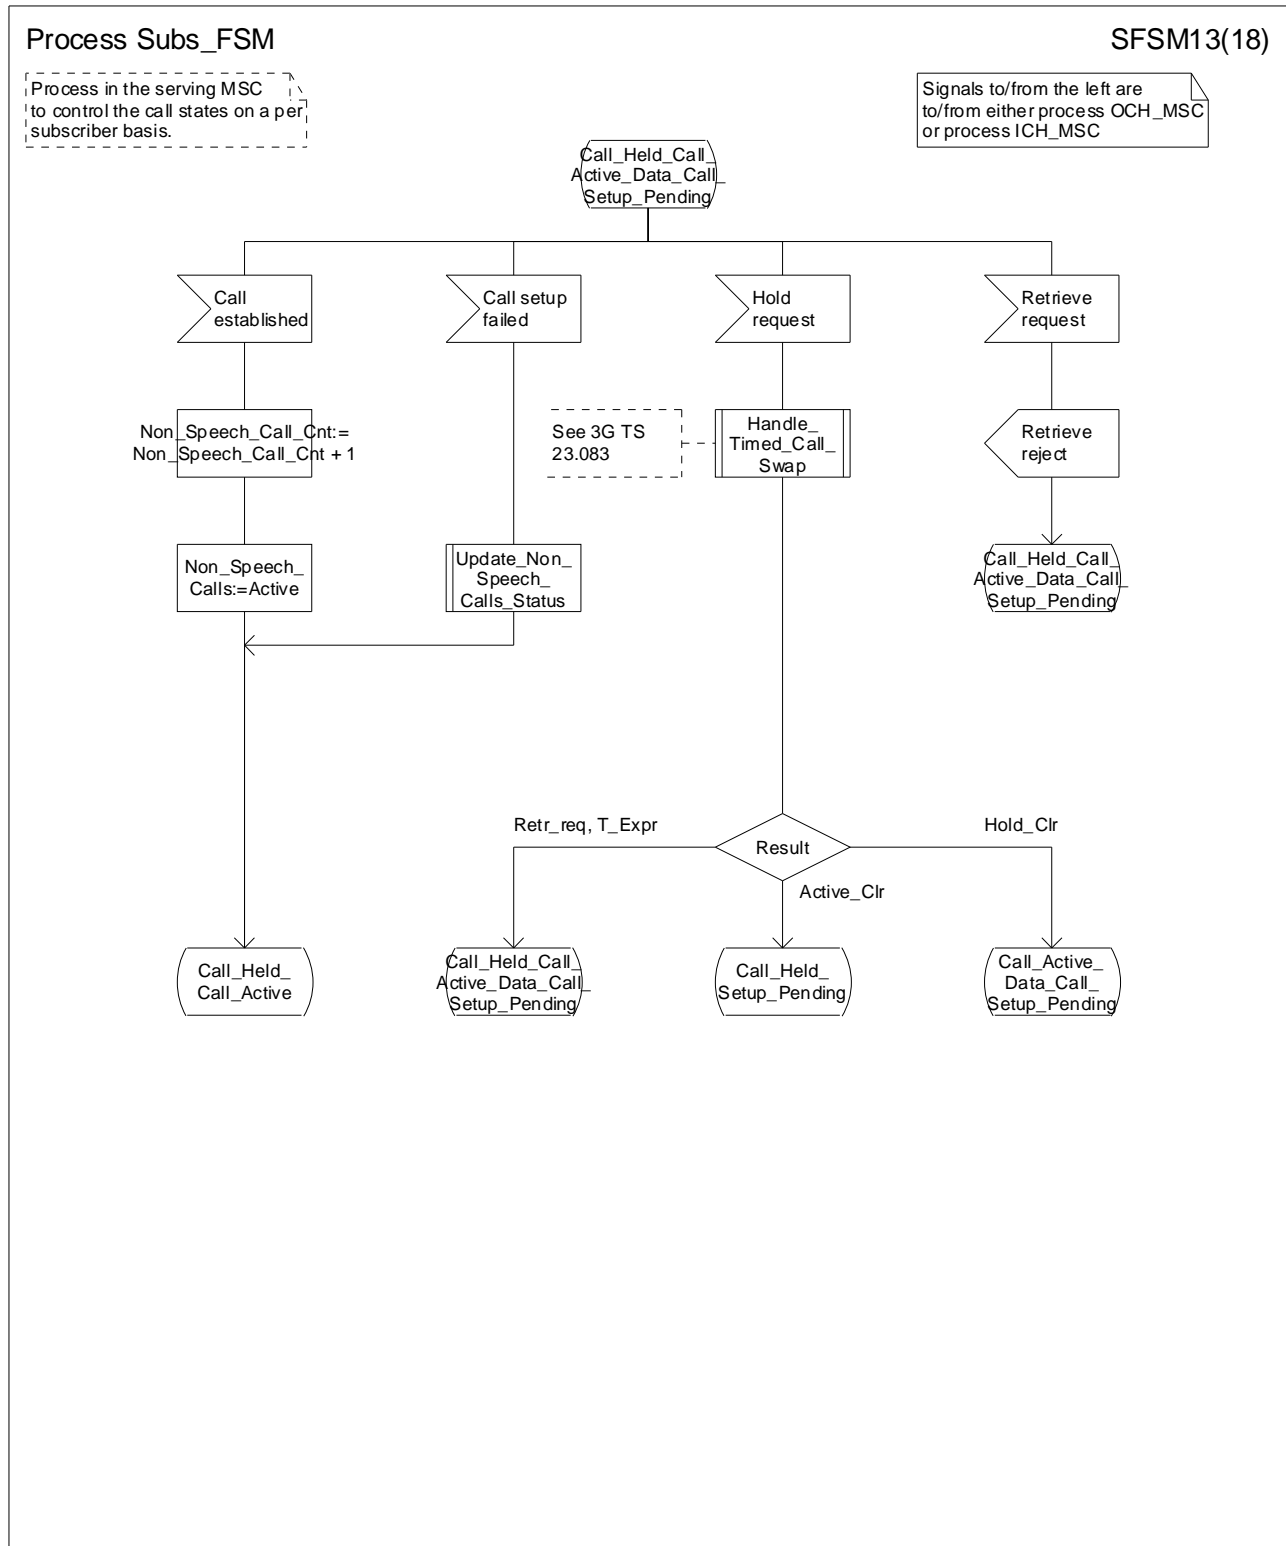 Process Subs_FSM
SFSM13(18)
Process in the serving MSC
to control the call states on a per
subscriber basis.
Signals to/from the left are
to/from either process OCH_MSC
or process ICH_MSC
Call_Held_Call_
Active_Data_Call_
Setup_Pending
Call
established
Call setup
failed
Hold
request
Retrieve
request
Non_Speech_Call_Cnt:=
Non_Speech_Call_Cnt + 1
See 3G TS
23.083
Handle_
Timed_Call_
Swap
Retrieve
reject
Non_Speech_
Calls:=Active
Update_Non_
Speech_
Calls_Status
Call_Held_Call_
Active_Data_Call_
Setup_Pending
Retr_req, T_Expr
Result
Hold_Clr
Active_Clr
Call_Held_
Call_Active
Call_Held_Call_
Active_Data_Call_
Setup_Pending
Call_Held_
Setup_Pending
Call_Active_
Data_Call_
Setup_Pending